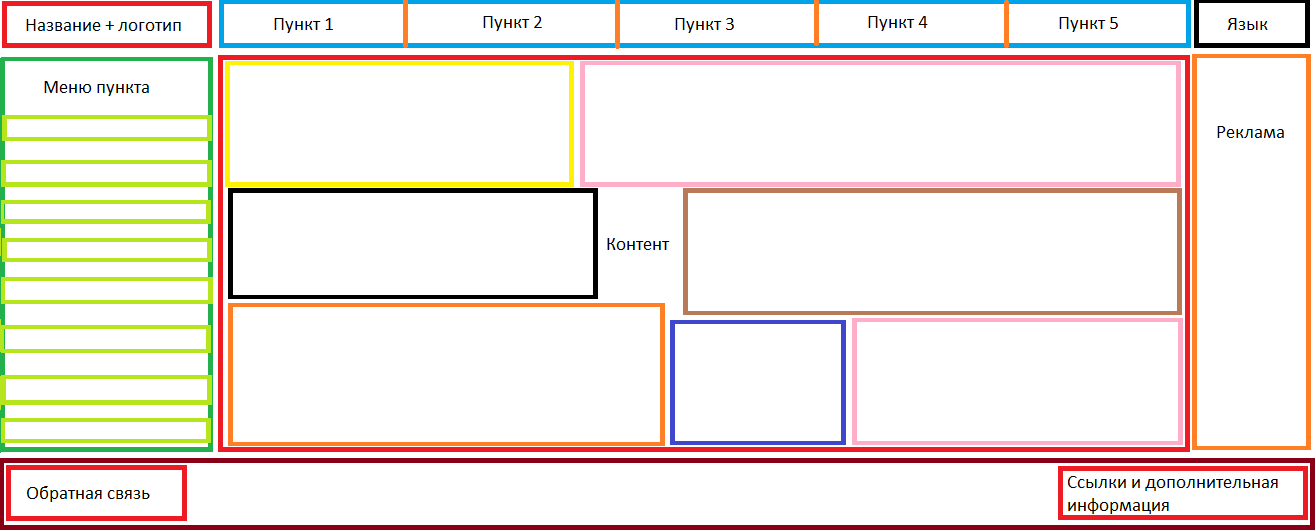 Название + логотип
Пункт 1
Пункт 2
Пункт 3
Пункт 4
Пункт 5
Язык
Меню пункта
Реклама
Контент
Обратная связь
Ссылки и дополнительная
информация